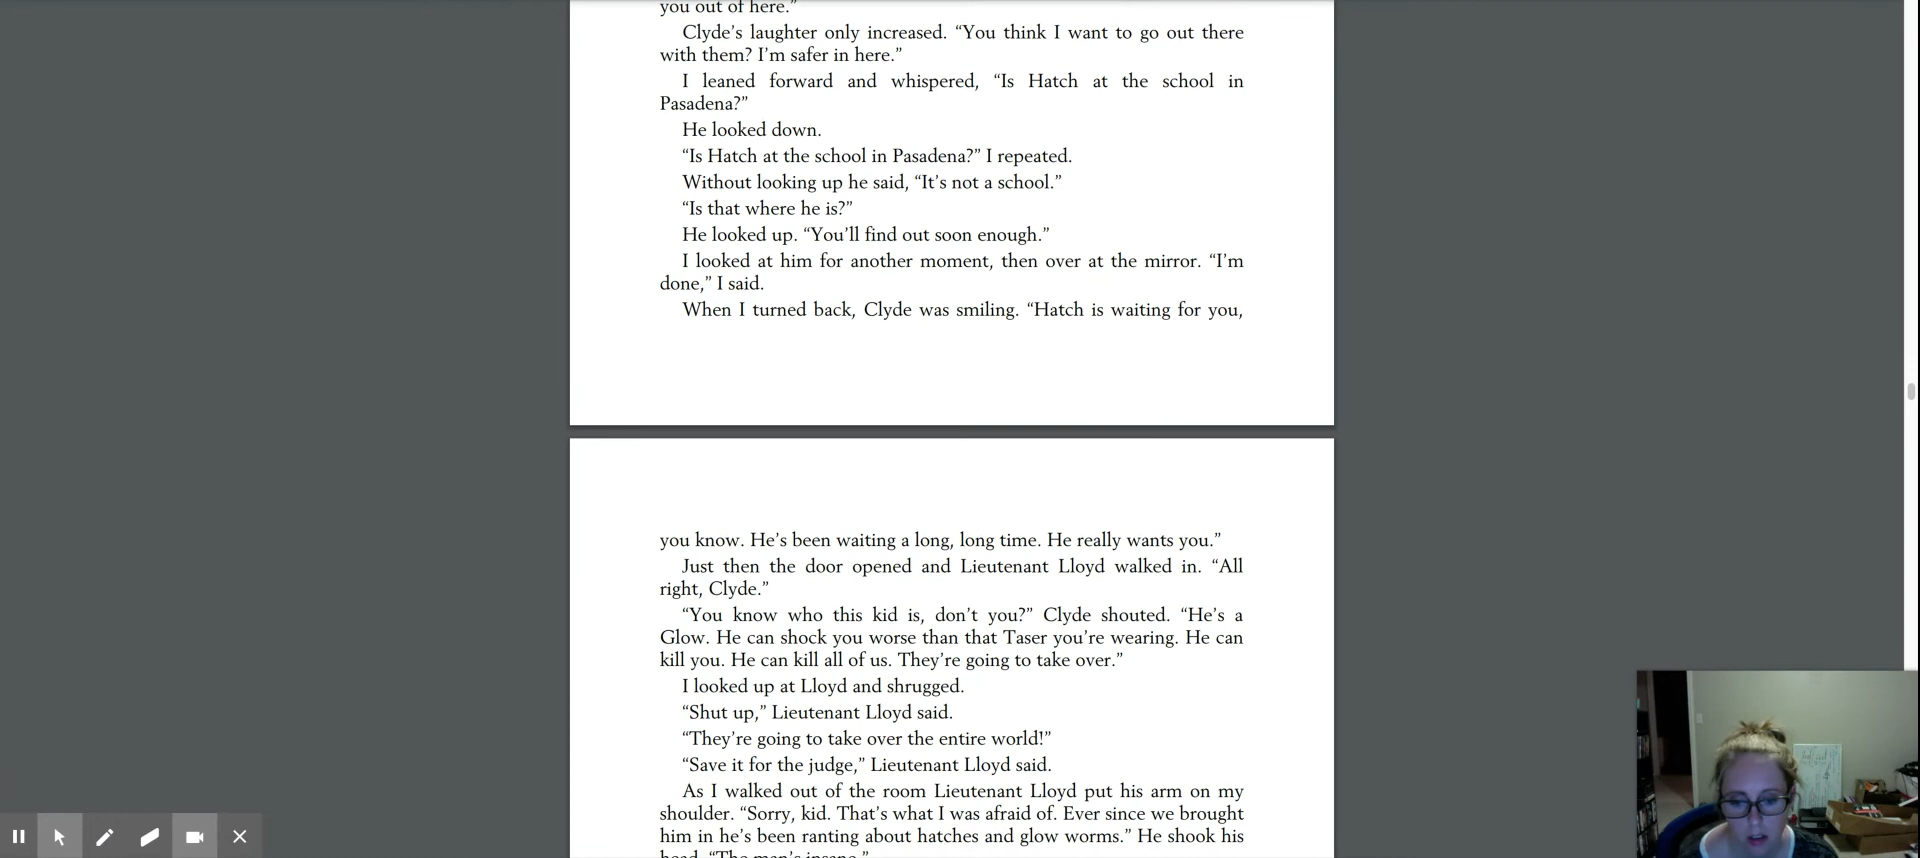 you out of here.”
Clyde’s laughter only increased. “You think I want to go out there
with them? I’m safer in here.”
I leaned forward and whispered, “Is Hatch at the school in
Pasadena?”
He looked down.
“Is Hatch at the school in Pasadena?” I repeated.
Without looking up he said, “It’s not a school.”
“Is that where he is?”
He looked up. “You’ll find out soon enough.”
I looked at him for another moment, then over at the mirror. “I’m
done,” I said.
When I turned back, Clyde was smiling. “Hatch is waiting for you,
you know. He’s been waiting a long, long time. He really wants you.”
Just then the door opened and Lieutenant Lloyd walked in. “All
right, Clyde.”
“You know who this kid is, don’t you?” Clyde shouted. “He’s a
Glow. He can shock you worse than that Taser you’re wearing. He can
kill you. He can kill all of us. They’re going to take over.”
I looked up at Lloyd and shrugged.
“Shut up,” Lieutenant Lloyd said.
“They’re going to take over the entire world!”
“Save it for the judge,” Lieutenant Lloyd said.
As I walked out of the room Lieutenant Lloyd put his arm on my
shoulder. “Sorry, kid. That’s what I was afraid of. Ever since we brought
him in he’s been ranting about hatches and glow worms.” He shook his
head. “The man’s insane.”